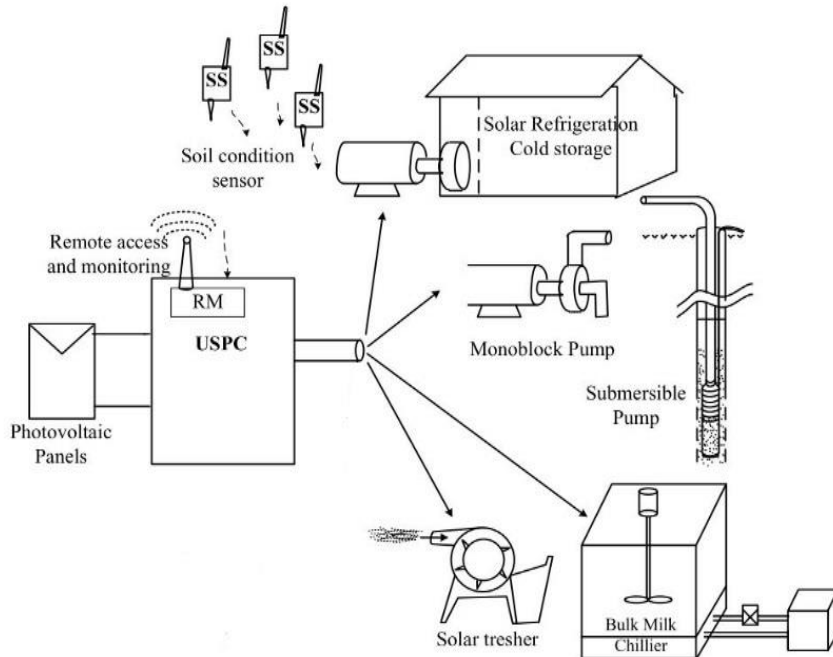 SS
SS
SS
Soil condition
sensor
Solar Refrigeration
Cold storage
Remote access
and monitoring
RM
USPC
Photovoltaic
Panels
Monoblock Pump
Submersible
Pump
Solar tresher
Bulk Milk
Chillier